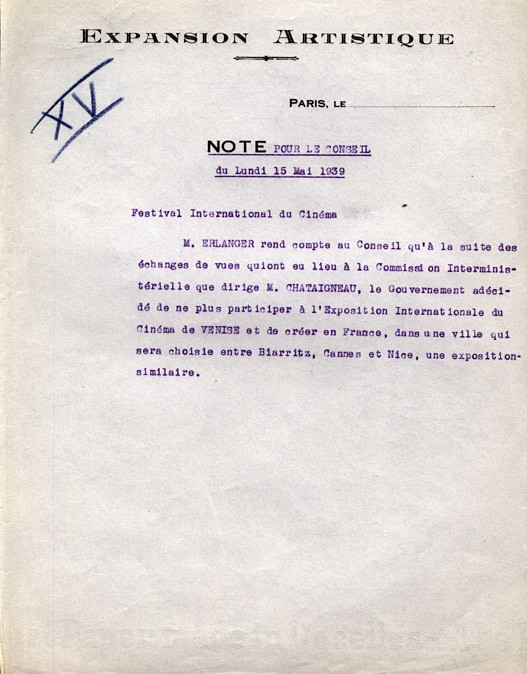 EXPANSION ARTISTIQUE
XV
PARIS, LE
NOTE POUR LE CONSEIL
du Lundi 15 Mai 1939
Festival International du Cinéma
M. ERLANGER rend compte au Conseil qu'à la suite des
échanges de vues quiont eu lieu à la Commission Interminis-
térielle que dirige M. CHATAIGNEAU, le Gouvernement adéci-
dé de ne plus participer à l'Exposition Internationale du
Cinéma de VENISE et de créer en France, dansune ville qui
sera choisie entre Biarritz, Cannes et Nice, une exposition-
similaire.